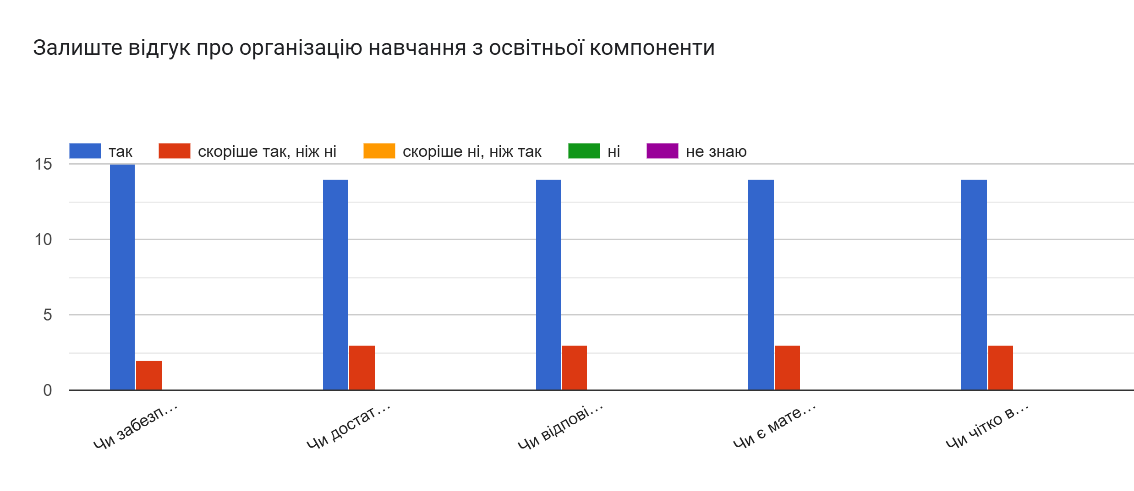 Залиште відгук про організацію навчання з освітньої компоненти
так скоріше так, ніж ні скоріше ні, ніж так ні не знаю
15
10
5
0
Чи забезп…
Чи достат…
Чи відпові…
Чи є мате…
Чи чітко в…